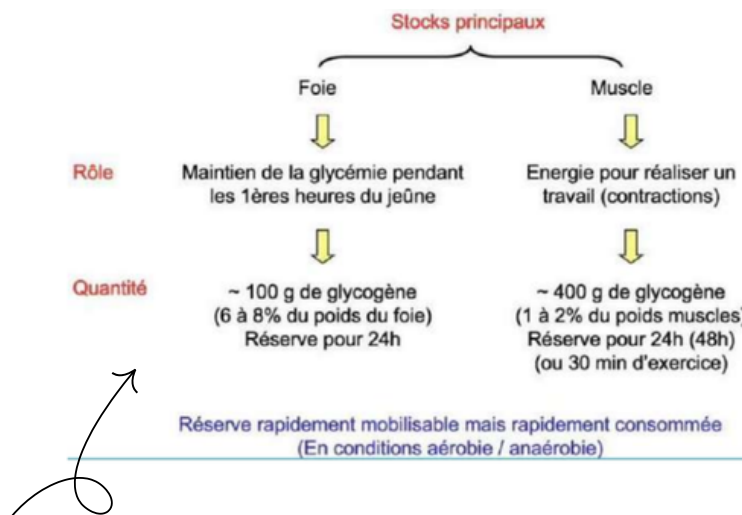 Stocks principaux
Foie
Muscle
Rôle
Maintien de la glycémie pendant
les 1ères heures du jeûne
Energie pour réaliser un
travail (contractions)
Quantité
~ 100 g de glycogène
(6 à 8% du poids du foie)
Réserve pour 24h
~ 400 g de glycogène
(1 à 2% du poids muscles)
Réserve pour 24h (48h)
(ou 30 min d'exercice)
Réserve rapidement mobilisable mais rapidement consommée
(En conditions aérobie / anaérobie)